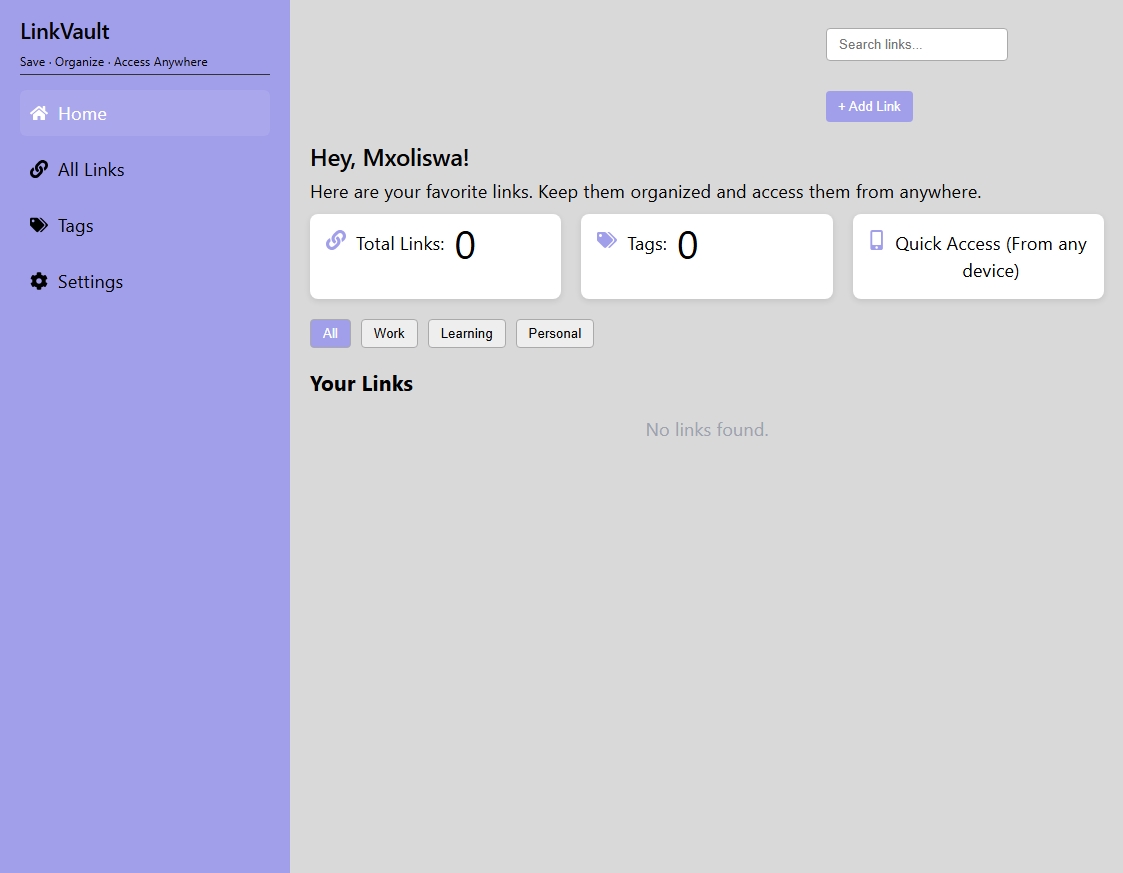 LinkVault
Save · Organize · Access Anywhere
Home
All Links
Tags
Settings
Search links...
+ Add Link
Hey, Mxoliswa!
Here are your favorite links. Keep them organized and access them from anywhere.
Total Links: 0
Tags: 0
Quick Access (From any
device)
All
Work
Learning
Personal
Your Links
No links found.